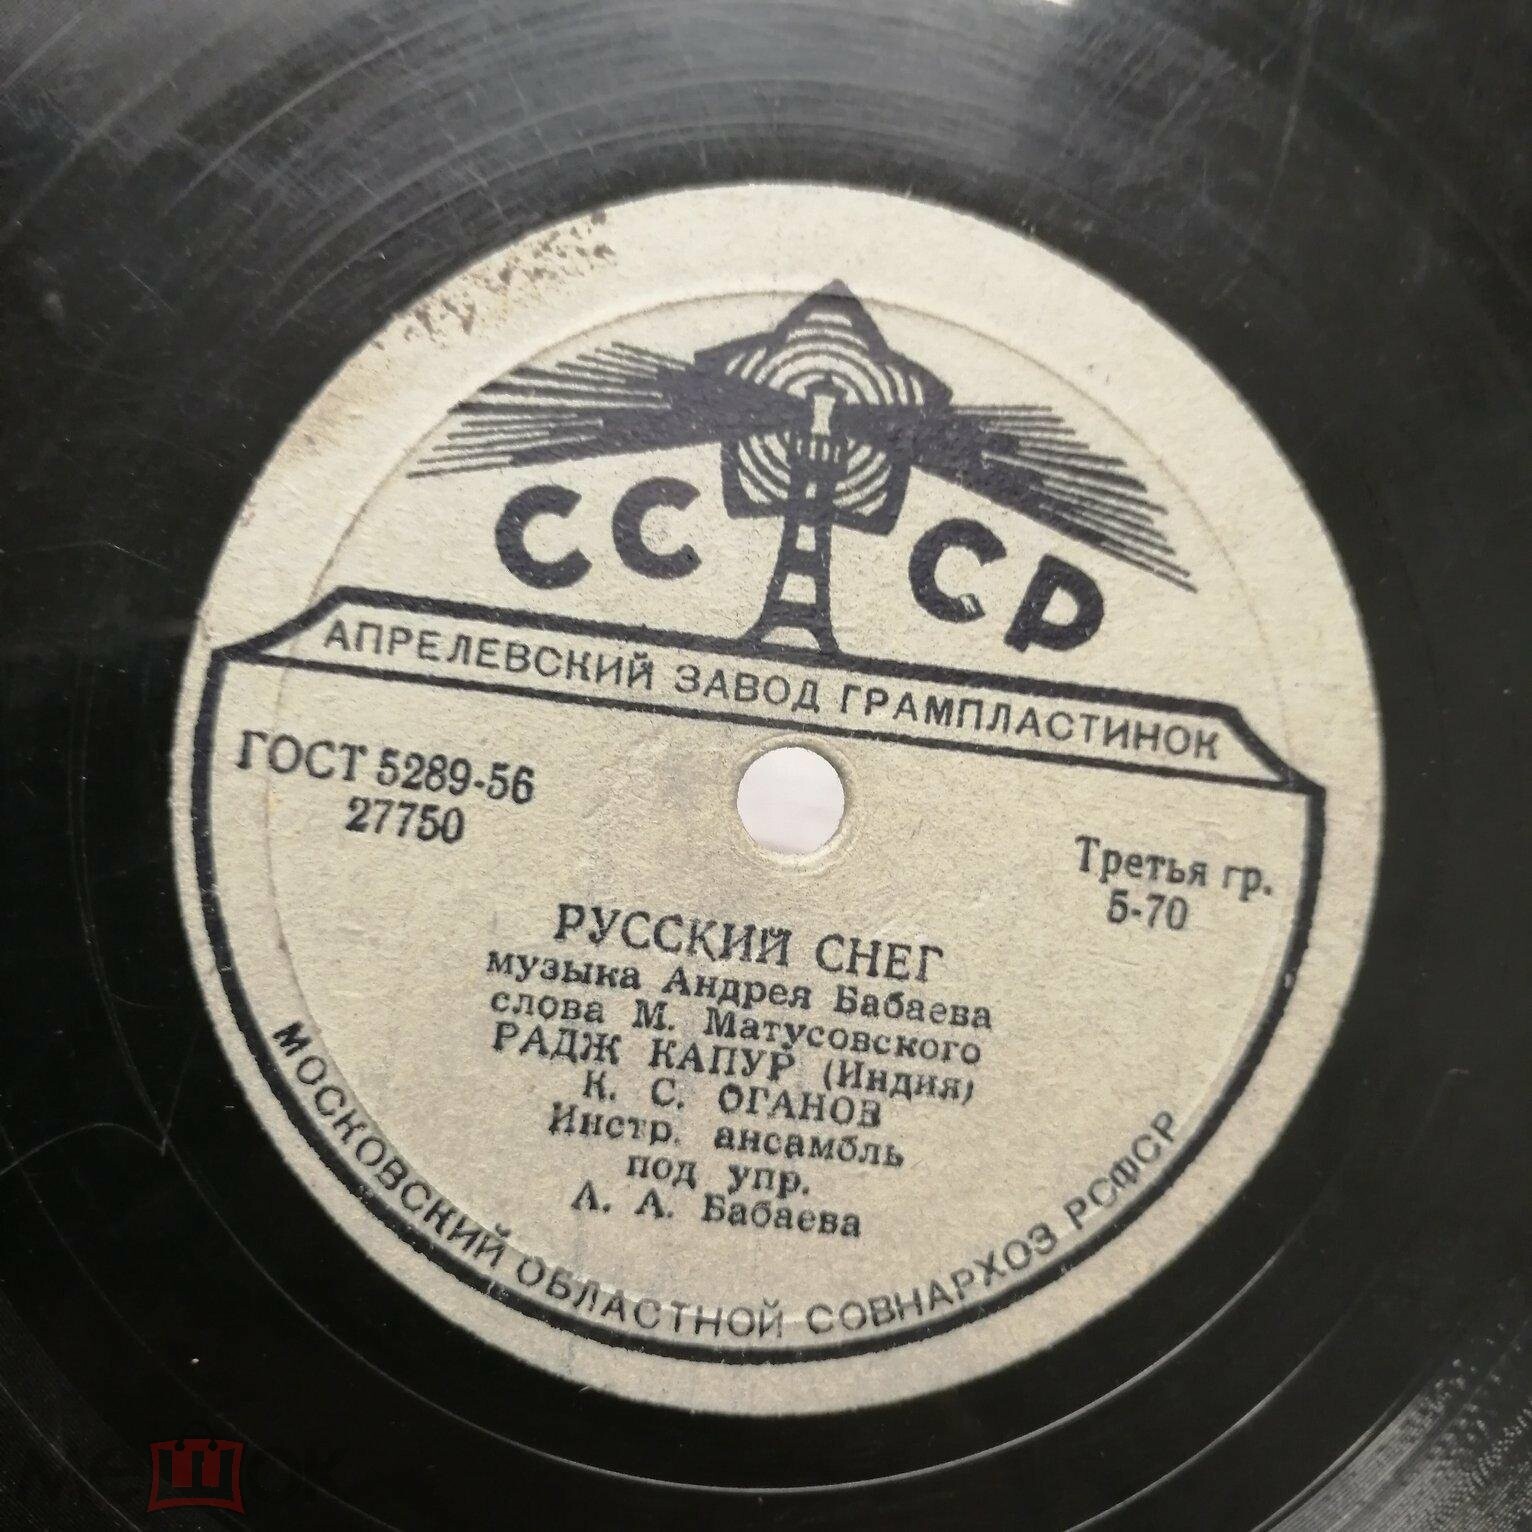 СССР
АПРЕЛЕВСКИЙ ЗАВОД ГРАМПЛАСТИНОК
ГОСТ 5289-56
27750
Третья гр.
5-70
РУССКИЙ СНЕГ
музыка Андрея Бабаева
слова М. Матусовского
РАДЖ КАПУР (Индия)
К. С. ОГАНОВ
Инстр. ансамбль
под упр.
А. А. Бабаева
МОСКОВСКИЙ ОБЛАСТНОЙ СОВНАРХОЗ РСФСР
мешок